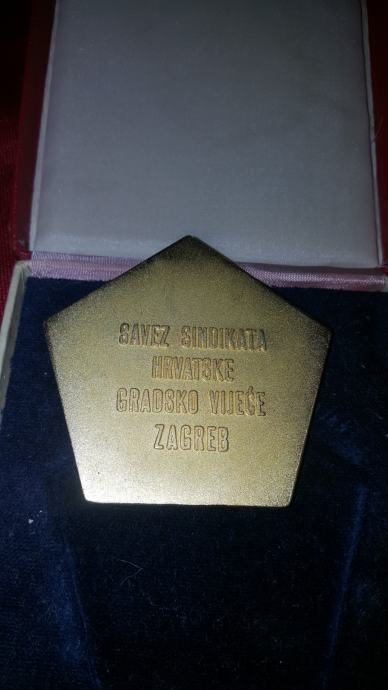 SAVEZ SINDIKATA
HRVATSKE
GRADSKO VIJEĆE
ZAGREB